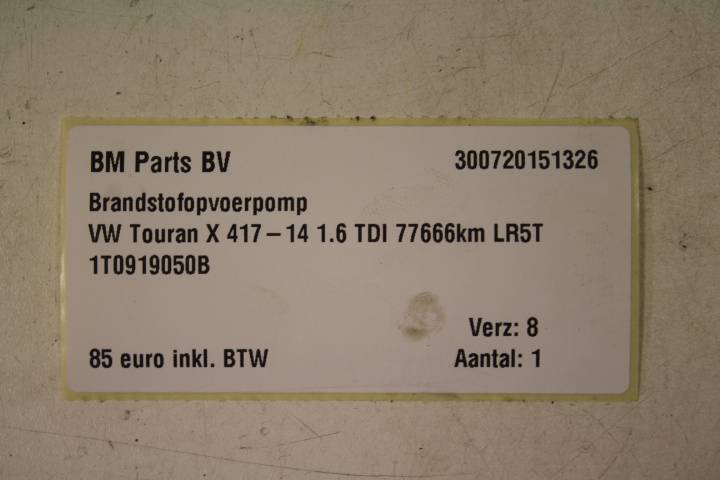 BM Parts BV 300720151326
Brandstofopvoerpomp
VW Touran X 417-14 1.6 TDI 77666km LR5T
1T0919050B
Verz: 8
85 euro inkl. BTW Aantal: 1